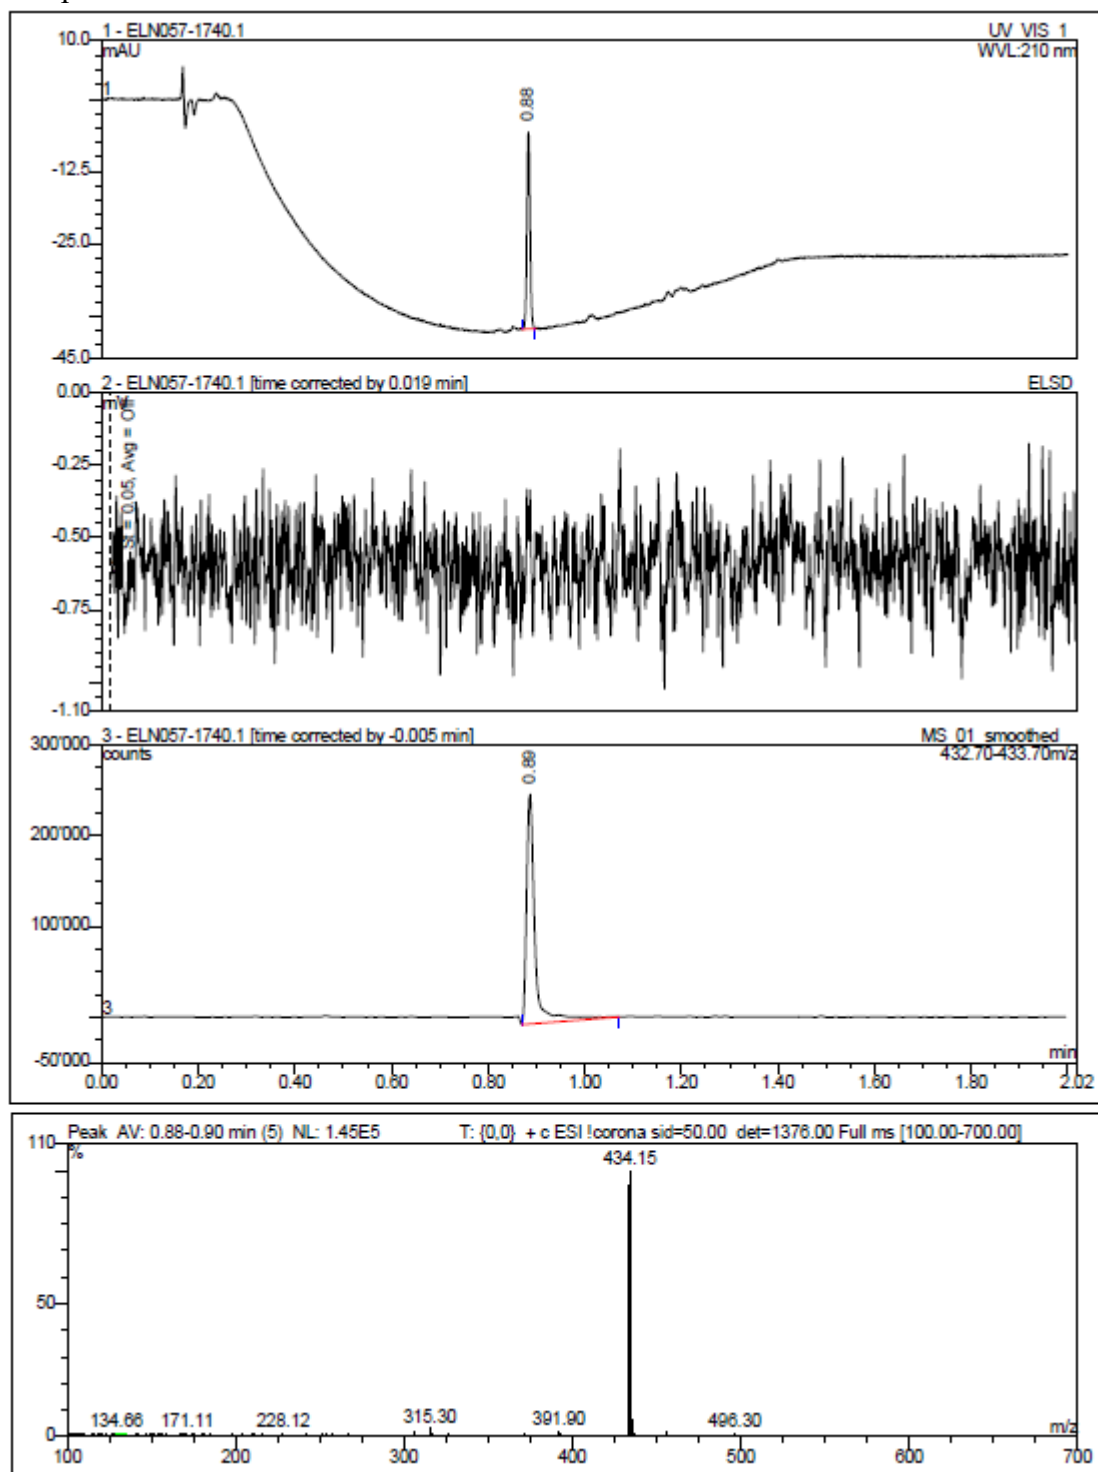 1 - ELN057-1740.1 UV_VIS_1
10.0 mAU WVL:210 nm
1
0.88
-12.5
-25.0
-45.0
2 - ELN057-1740.1 [time corrected by 0.019 min] ELSD
0.00 mV
= 0.05, Avg = Off
-0.25
-0.50
-0.75
-1.10
3 - ELN057-1740.1 [time corrected by -0.005 min] MS_01_smoothed
300'000 counts 432.70-433.70m/z
0.89
200'000
100'000
3
-50'000 min
0.00 0.20 0.40 0.60 0.80 1.00 1.20 1.40 1.60 1.80 2.02
Peak AV: 0.88-0.90 min (5) NL: 1.45E5 T: {0,0} + c ESI !corona sid=50.00 det=1376.00 Full ms [100.00-700.00]
110 %
434.15
50
134.66 171.11 228.12 315.30 391.90 496.30
0 m/z
100 200 300 400 500 600 700